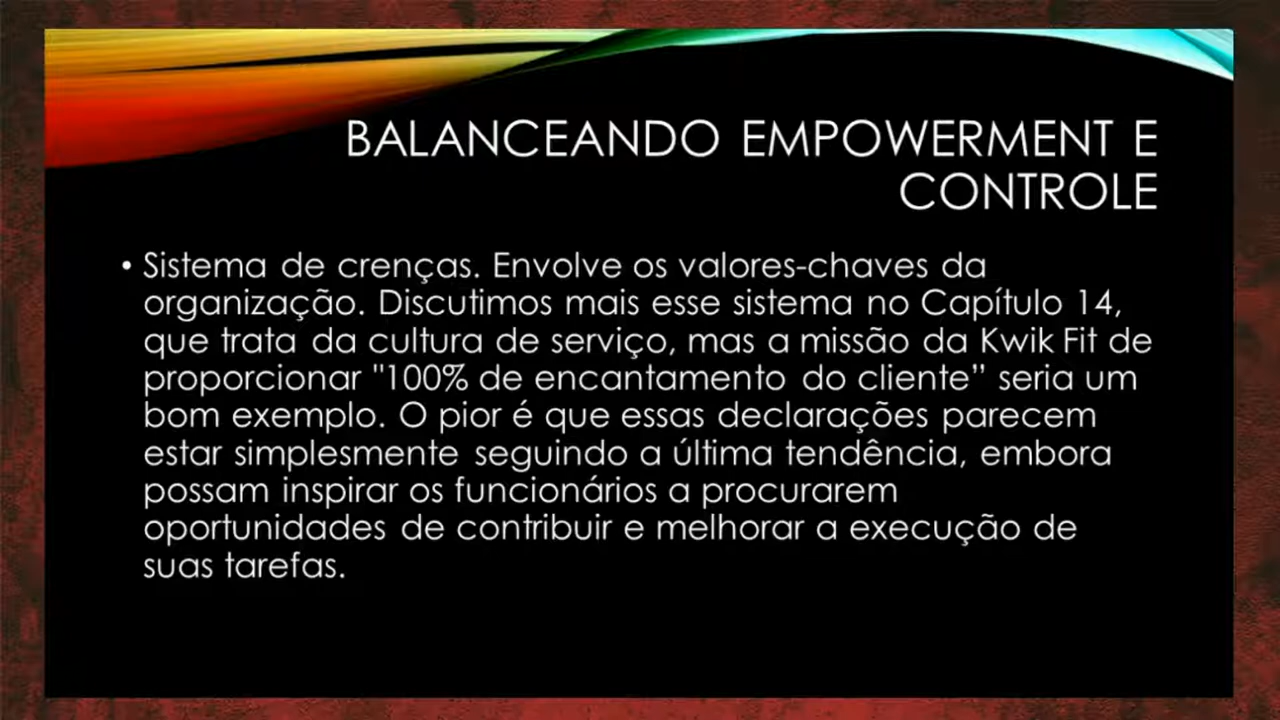 BALANCEANDO EMPOWERMENT E
CONTROLE
• Sistema de crenças. Envolve os valores-chaves da
organização. Discutimos mais esse sistema no Capítulo 14,
que trata da cultura de serviço, mas a missão da Kwik Fit de
proporcionar "100% de encantamento do cliente” seria um
bom exemplo. O pior é que essas declarações parecem
estar simplesmente seguindo a última tendência, embora
possam inspirar os funcionários a procurarem
oportunidades de contribuir e melhorar a execução de
suas tarefas.